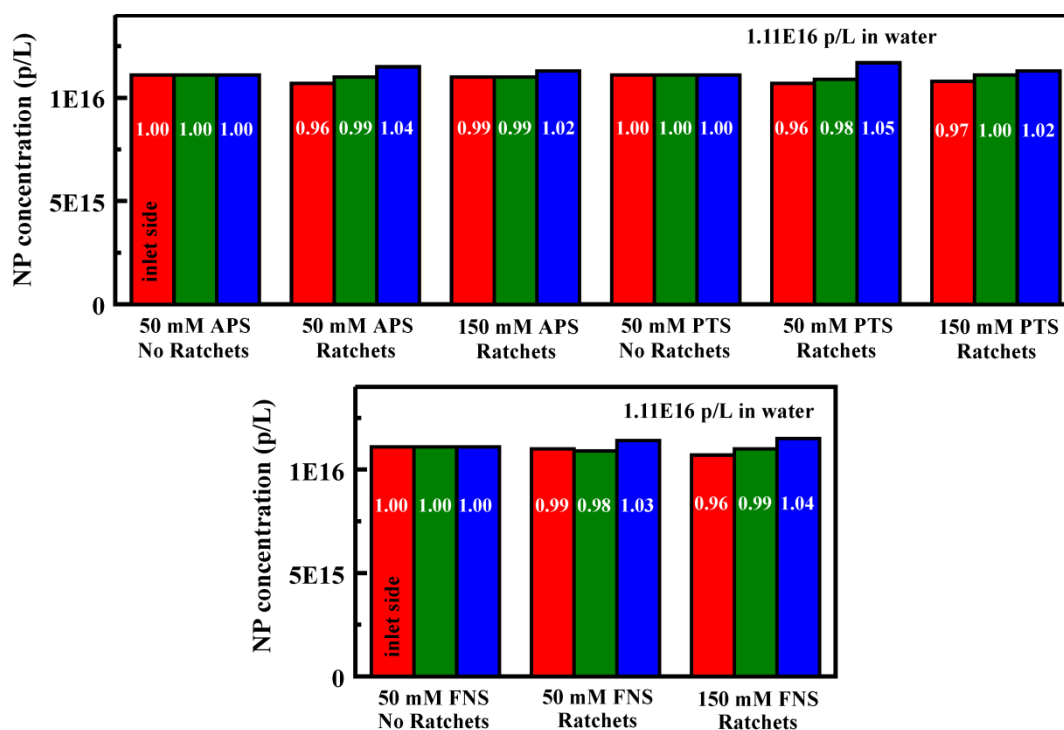 NP concentration (p/L)
1.11E16 p/L in water
1E16
5E15
0
1.00 1.00 1.00
0.96 0.99 1.04
0.99 0.99 1.02
1.00 1.00 1.00
0.96 0.98 1.05
0.97 1.00 1.02
inlet side
50 mM APS
No Ratchets
50 mM APS
Ratchets
150 mM APS
Ratchets
50 mM PTS
No Ratchets
50 mM PTS
Ratchets
150 mM PTS
Ratchets
NP concentration (p/L)
1.11E16 p/L in water
1E16
5E15
0
1.00 1.00 1.00
0.99 0.98 1.03
0.96 0.99 1.04
inlet side
50 mM FNS
No Ratchets
50 mM FNS
Ratchets
150 mM FNS
Ratchets